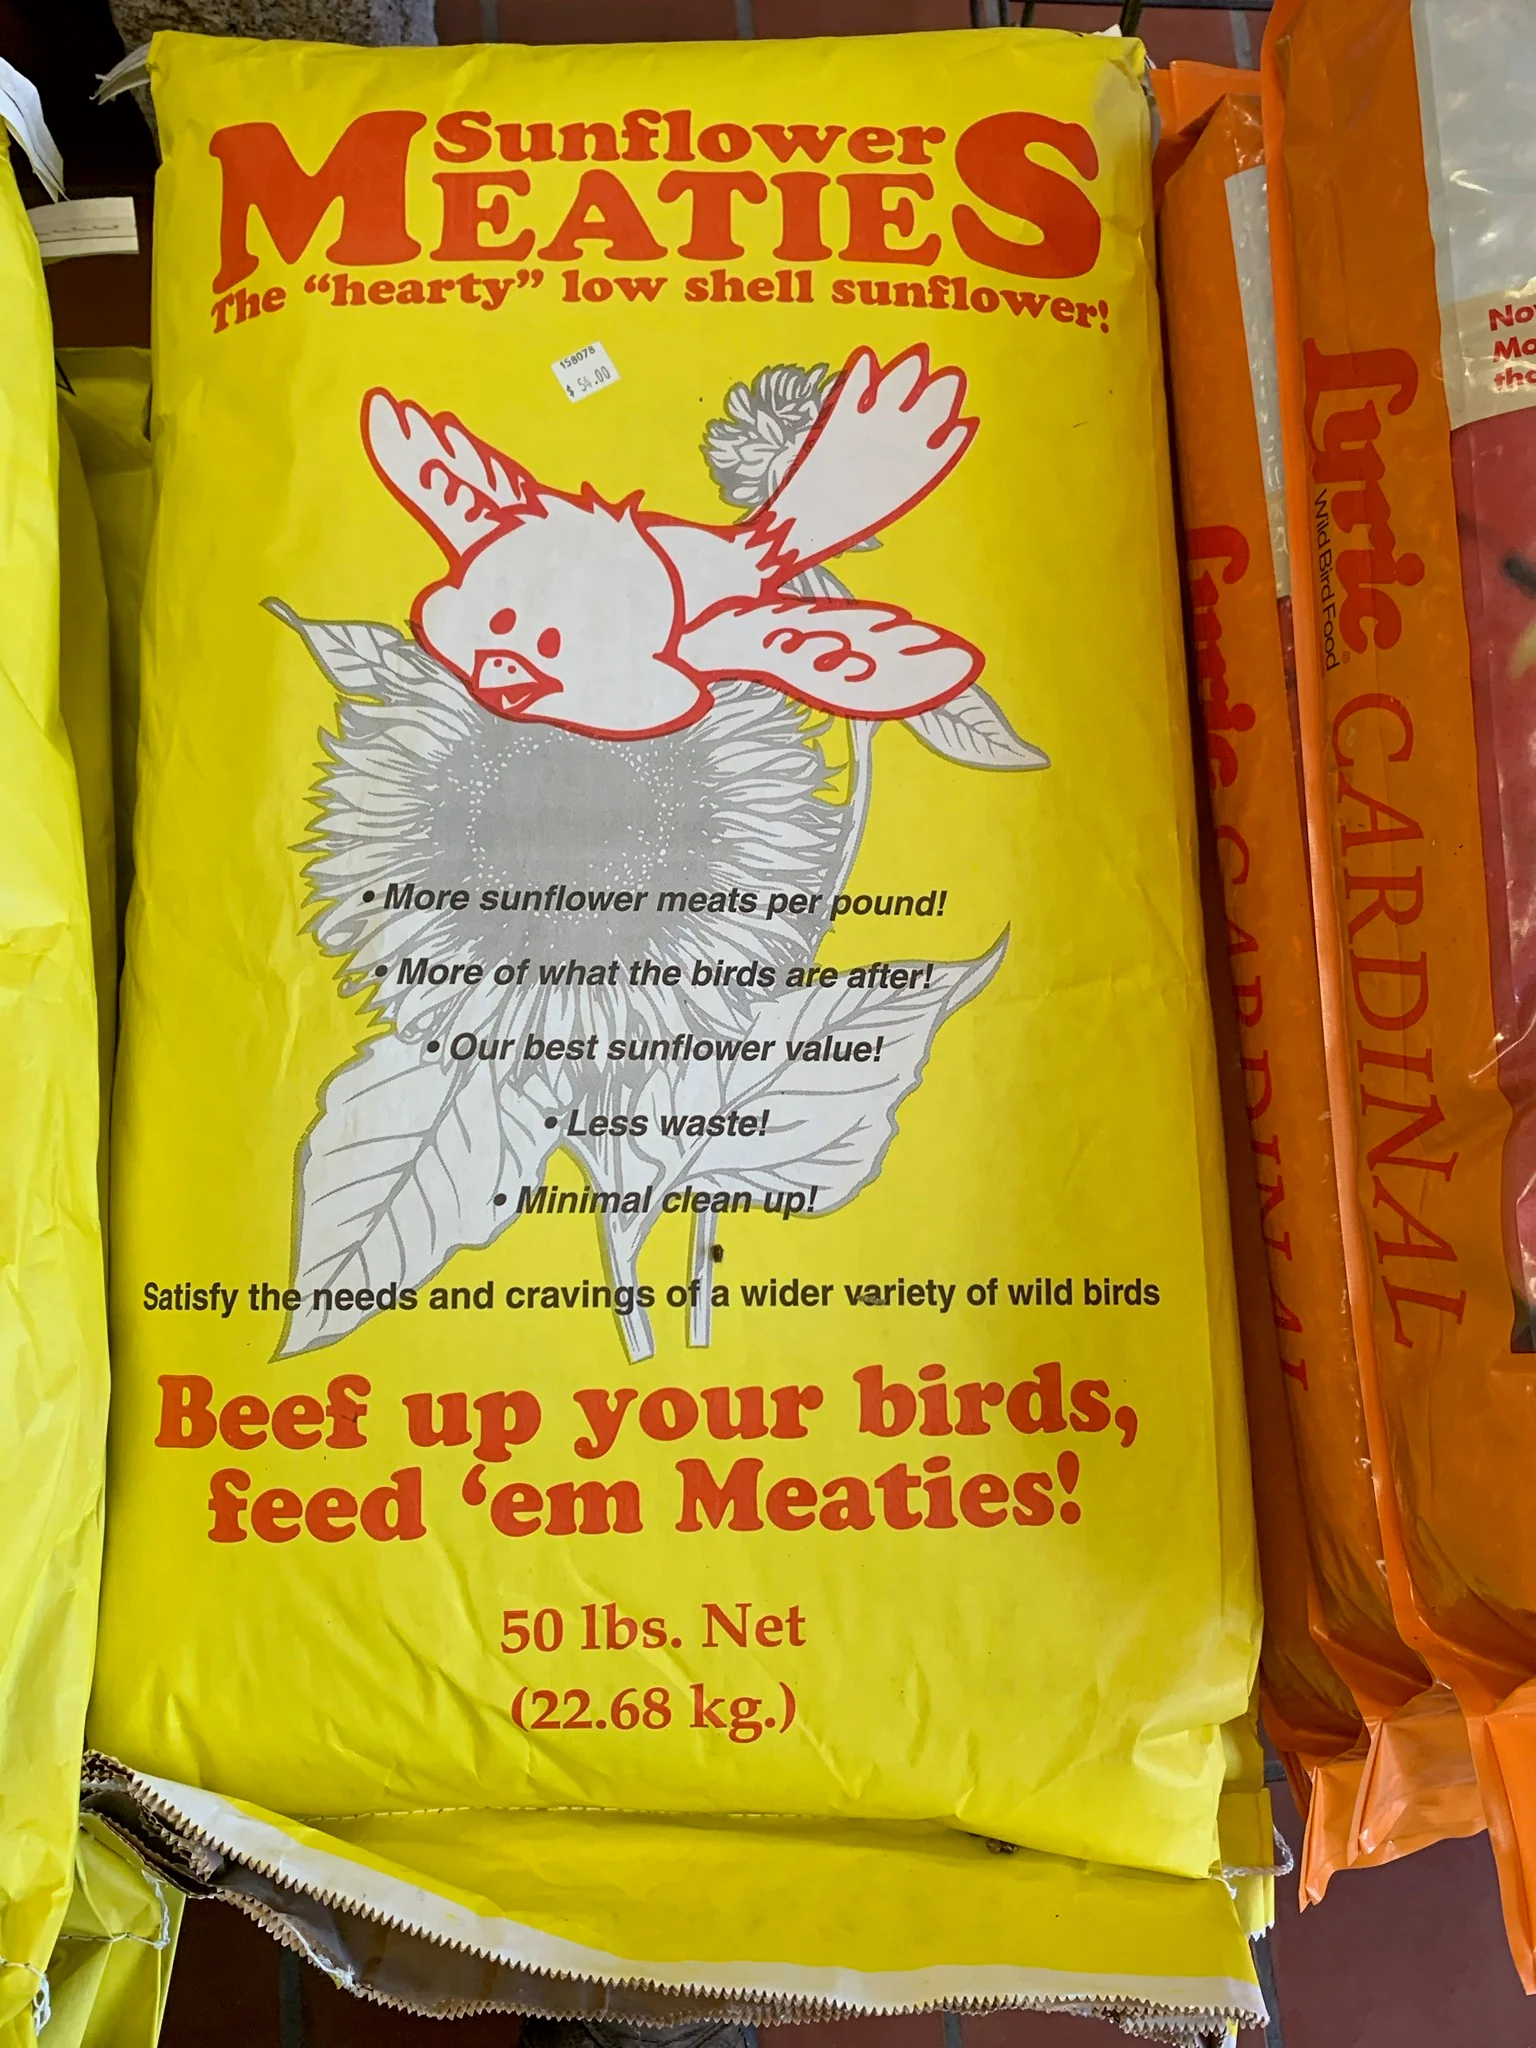 Sunflower
MEATIES
The “hearty” low shell sunflower!
158078
$ 54.00
• More sunflower meats per pound!
• More of what the birds are after!
• Our best sunflower value!
• Less waste!
• Minimal clean up!
Satisfy the needs and cravings of a wider variety of wild birds
Beef up your birds,
feed ‘em Meaties!
50 lbs. Net
(22.68 kg.)
Lyric
CARDINAL
Lyric
Wild Bird Food®
CARDINAL